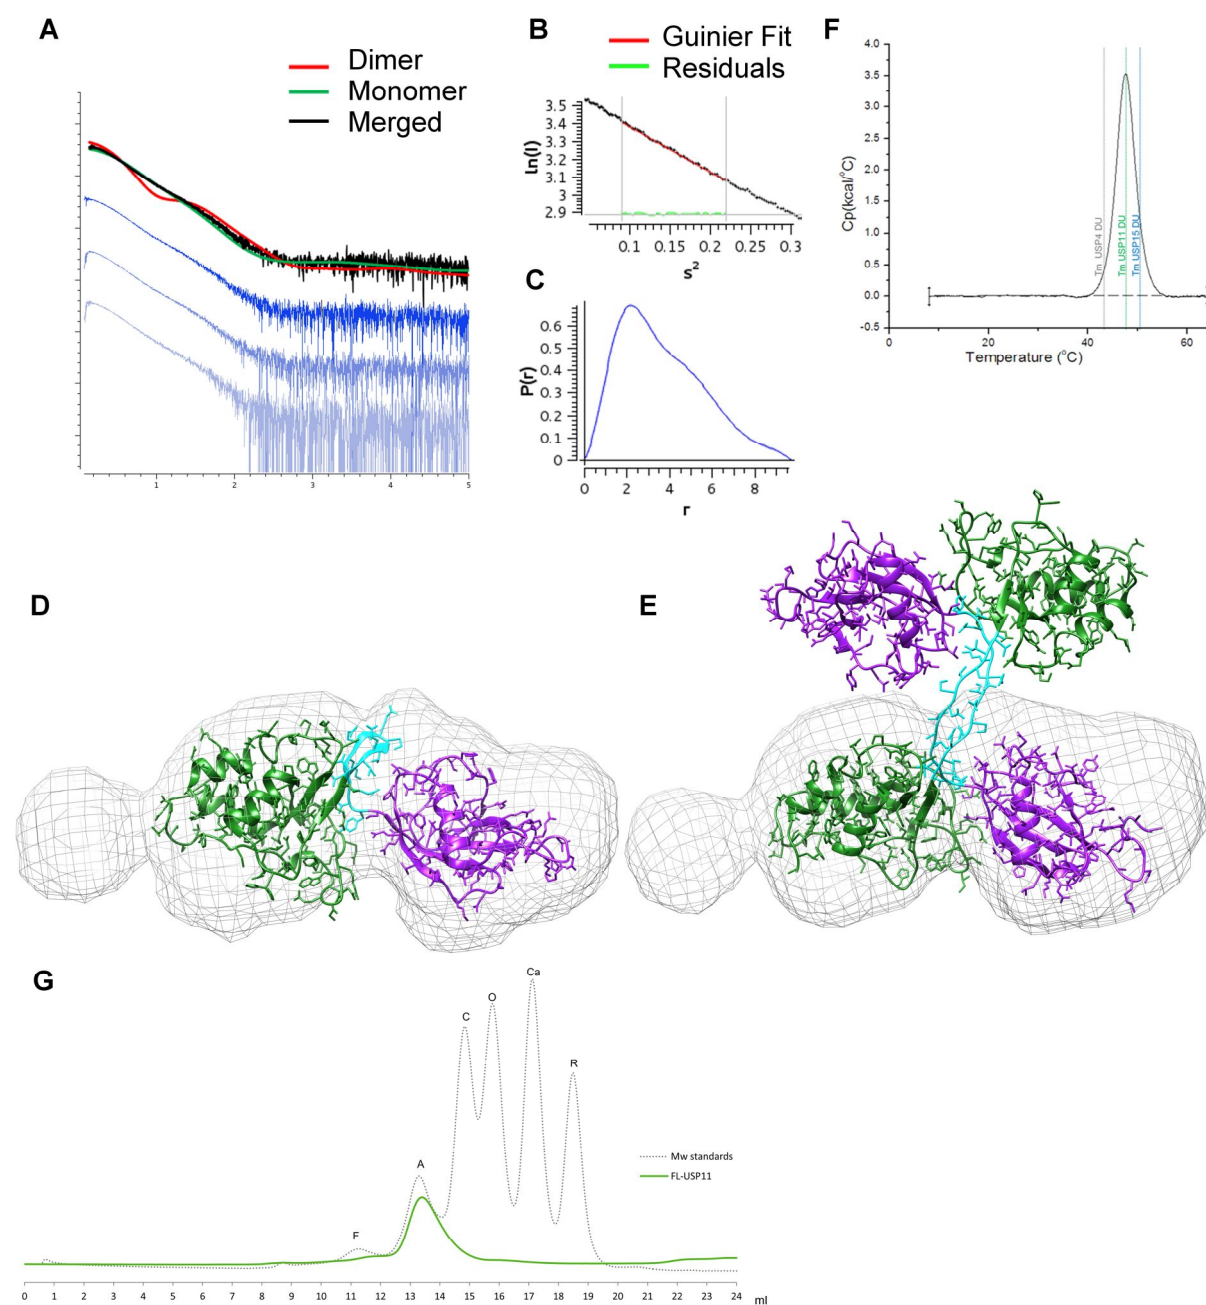 A
Dimer
Monomer
Merged
1
2
3
4
5
B
Guinier Fit
Residuals
ln(I)
3.5
3.4
3.3
3.2
3.1
3
2.9
0.1
0.15
0.2
0.25
0.3
s²
C
P(r)
0.6
0.5
0.4
0.3
0.2
0.1
0
0
2
4
6
8
r
F
Cp(kcal/°C)
4.0
3.5
3.0
2.5
2.0
1.5
1.0
0.5
0.0
-0.5
Tm USP4 DU
Tm USP11 DU
Tm USP15 DU
0
20
40
60
Temperature (°C)
D
E
G
F
A
C
O
Ca
R
Mw standards
FL-USP11
0 1 2 3 4 5 6 7 8 9 10 11 12 13 14 15 16 17 18 19 20 21 22 23 24 ml